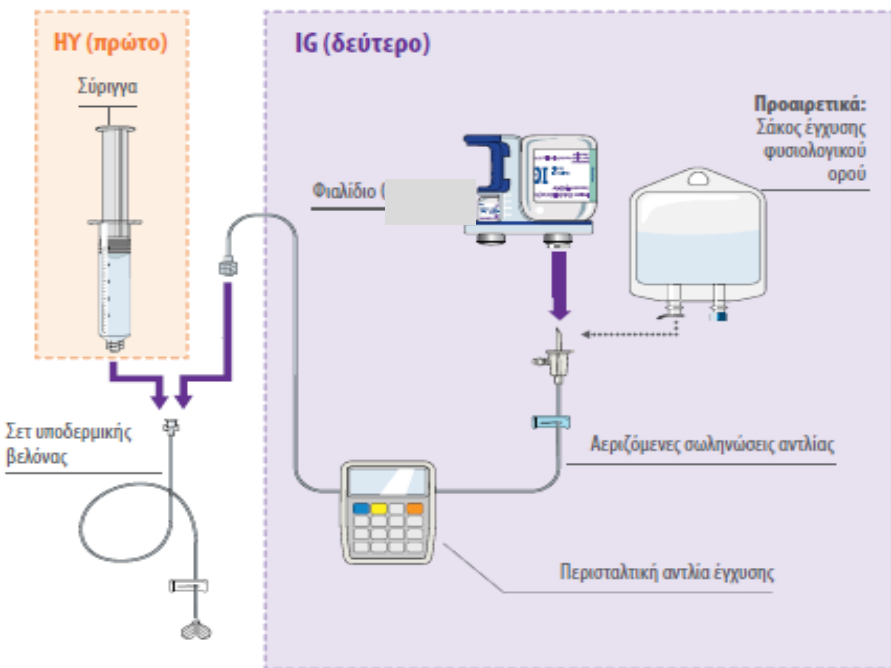 HY (πρώτο)
Σύριγγα
IG (δεύτερο)
Προαιρετικά:
Σάκος έγχυσης
φυσιολογικού
ορού
Φιαλίδιο (
IG
Σετ υποδερμικής
βελόνας
Αεριζόμενες σωληνώσεις αντλίας
Περισταλτική αντλία έγχυσης